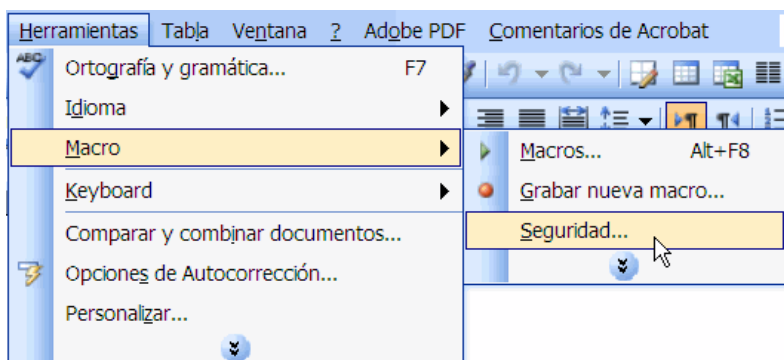 Herramientas Tabla Ventana ? Adobe PDF Comentarios de Acrobat
ABC
Ortografía y gramática... F7
Idioma
Macro
Keyboard
Comparar y combinar documentos...
Opciones de Autocorrección...
Personalizar...
Macros... Alt+F8
Grabar nueva macro...
Seguridad...